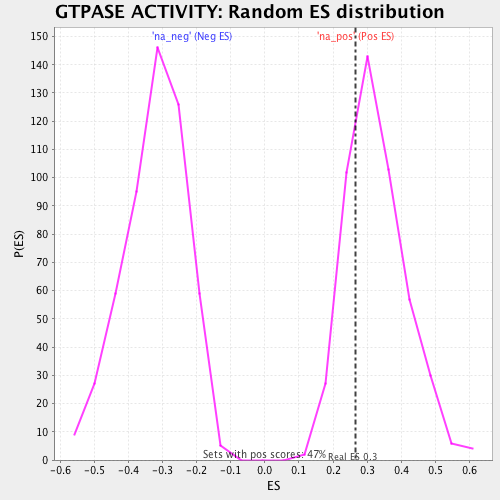 GTPASE ACTIVITY: Random ES distribution
'na_neg' (Neg ES)
'na_pos' (Pos ES)
150
140
130
120
110
100
90
80
70
60
50
40
30
20
10
0
P(ES)
Sets with pos scores: 47%
Real ES 0.3
-0.6 -0.5 -0.4 -0.3 -0.2 -0.1 0.0 0.1 0.2 0.3 0.4 0.5 0.6
ES